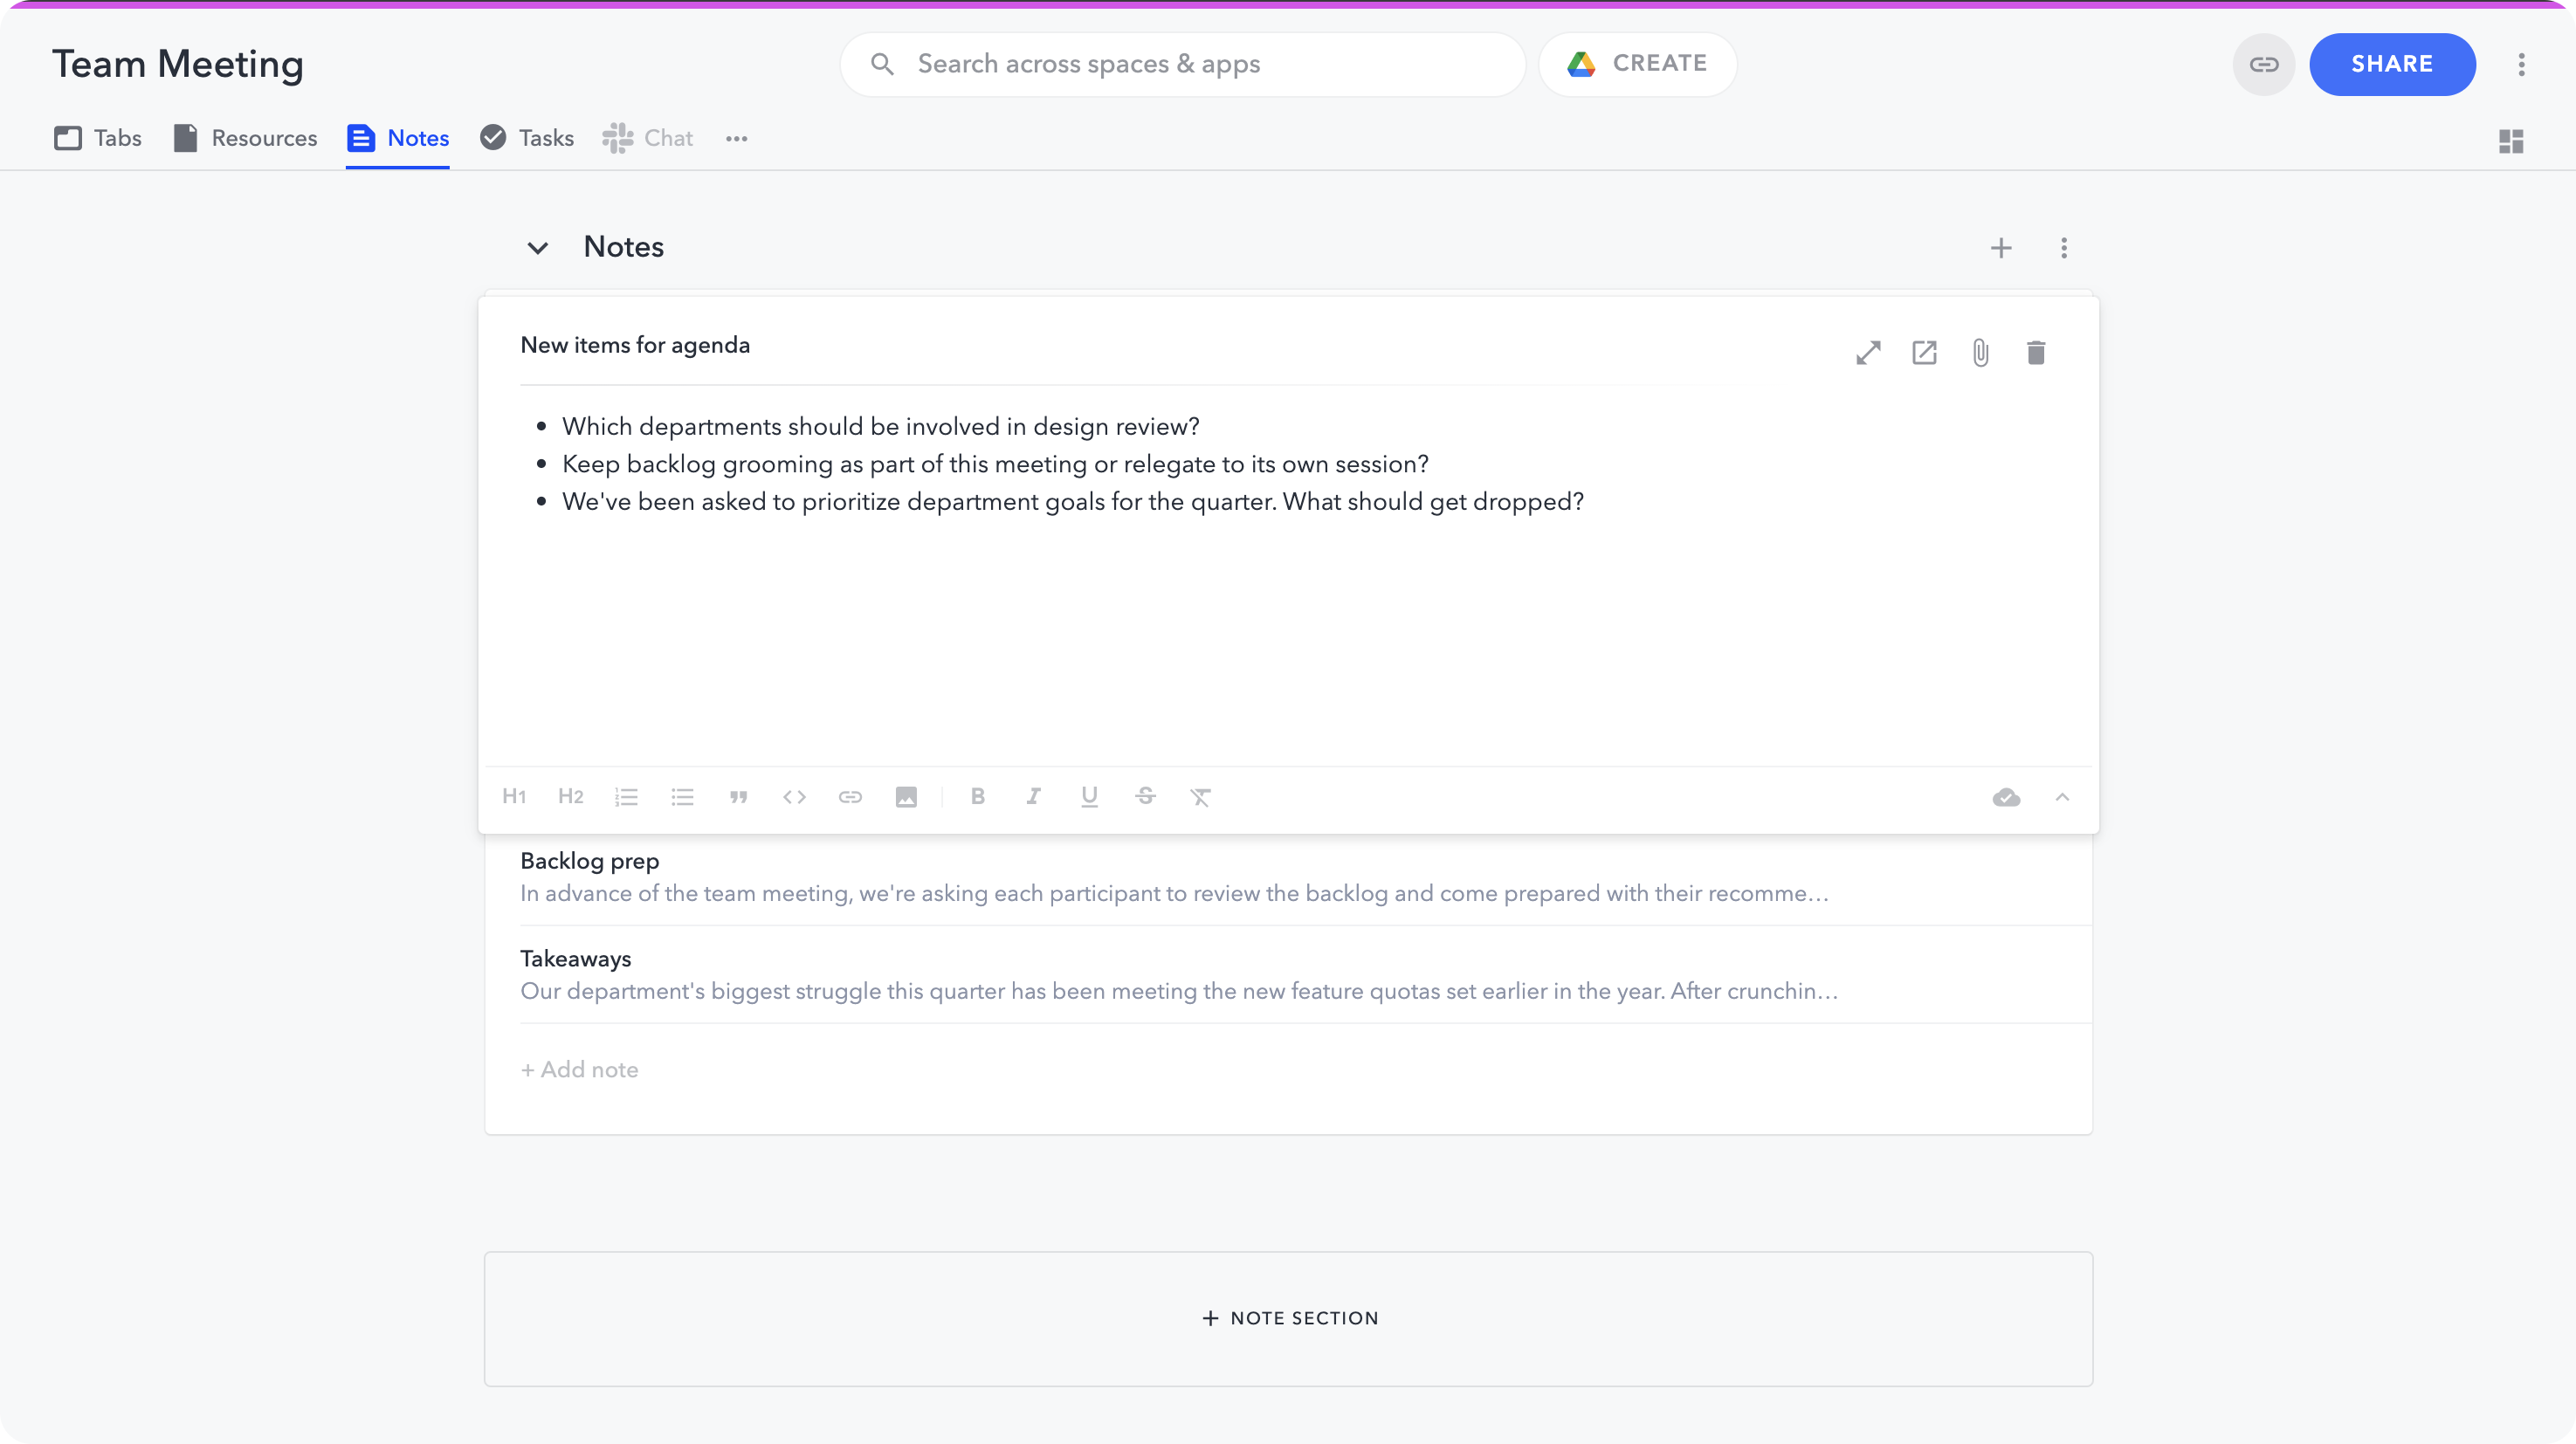 Team Meeting
Search across spaces & apps
CREATE
SHARE
Tabs
Resources
Notes
Tasks
Chat
Notes
New items for agenda
• Which departments should be involved in design review?
• Keep backlog grooming as part of this meeting or relegate to its own session?
• We've been asked to prioritize department goals for the quarter. What should get dropped?
H1 H2 B I U S
Backlog prep
In advance of the team meeting, we're asking each participant to review the backlog and come prepared with their recomme…
Takeaways
Our department's biggest struggle this quarter has been meeting the new feature quotas set earlier in the year. After crunchin…
+ Add note
+ NOTE SECTION